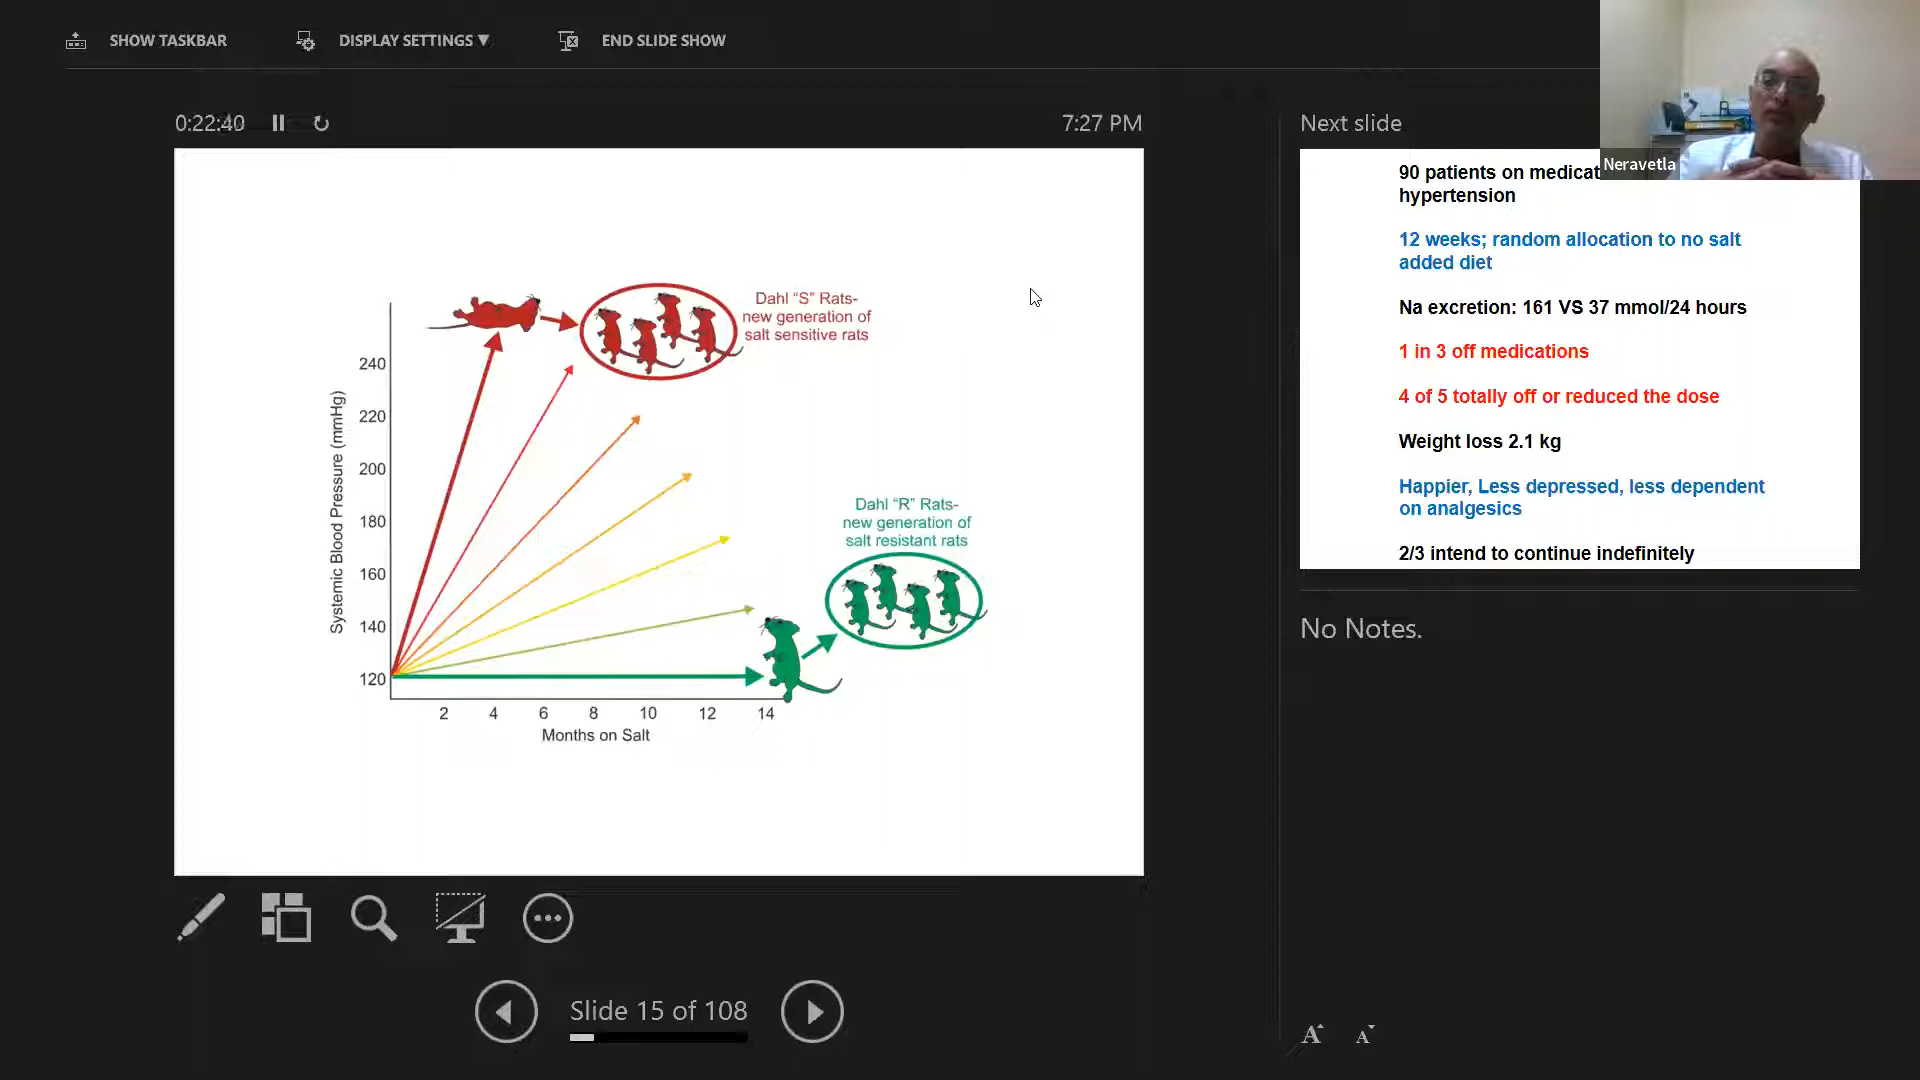 SHOW TASKBAR
DISPLAY SETTINGS ▼
END SLIDE SHOW
0:22:40
7:27 PM
Next slide
Neravetla
Dahl “S” Rats-
new generation of
salt sensitive rats
Dahl “R” Rats-
new generation of
salt resistant rats
Systemic Blood Pressure (mmHg)
240
220
200
180
160
140
120
2 4 6 8 10 12 14
Months on Salt
90 patients on medicat
hypertension
12 weeks; random allocation to no salt
added diet
Na excretion: 161 VS 37 mmol/24 hours
1 in 3 off medications
4 of 5 totally off or reduced the dose
Weight loss 2.1 kg
Happier, Less depressed, less dependent
on analgesics
2/3 intend to continue indefinitely
No Notes.
Slide 15 of 108
A A